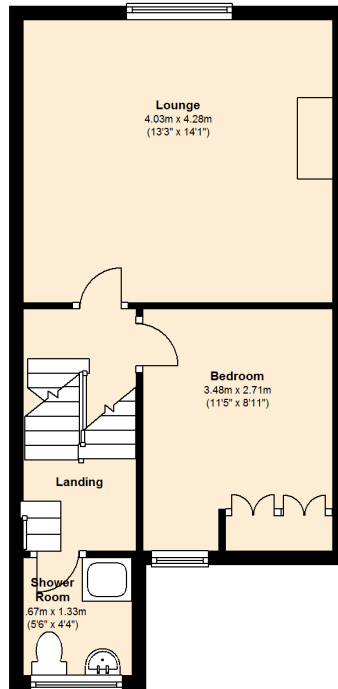 Lounge
4.03m x 4.28m
(13'3" x 14'1")
Bedroom
3.48m x 2.71m
(11'5" x 8'11")
Landing
Shower
Room
.67m x 1.33m
(5'6" x 4'4")